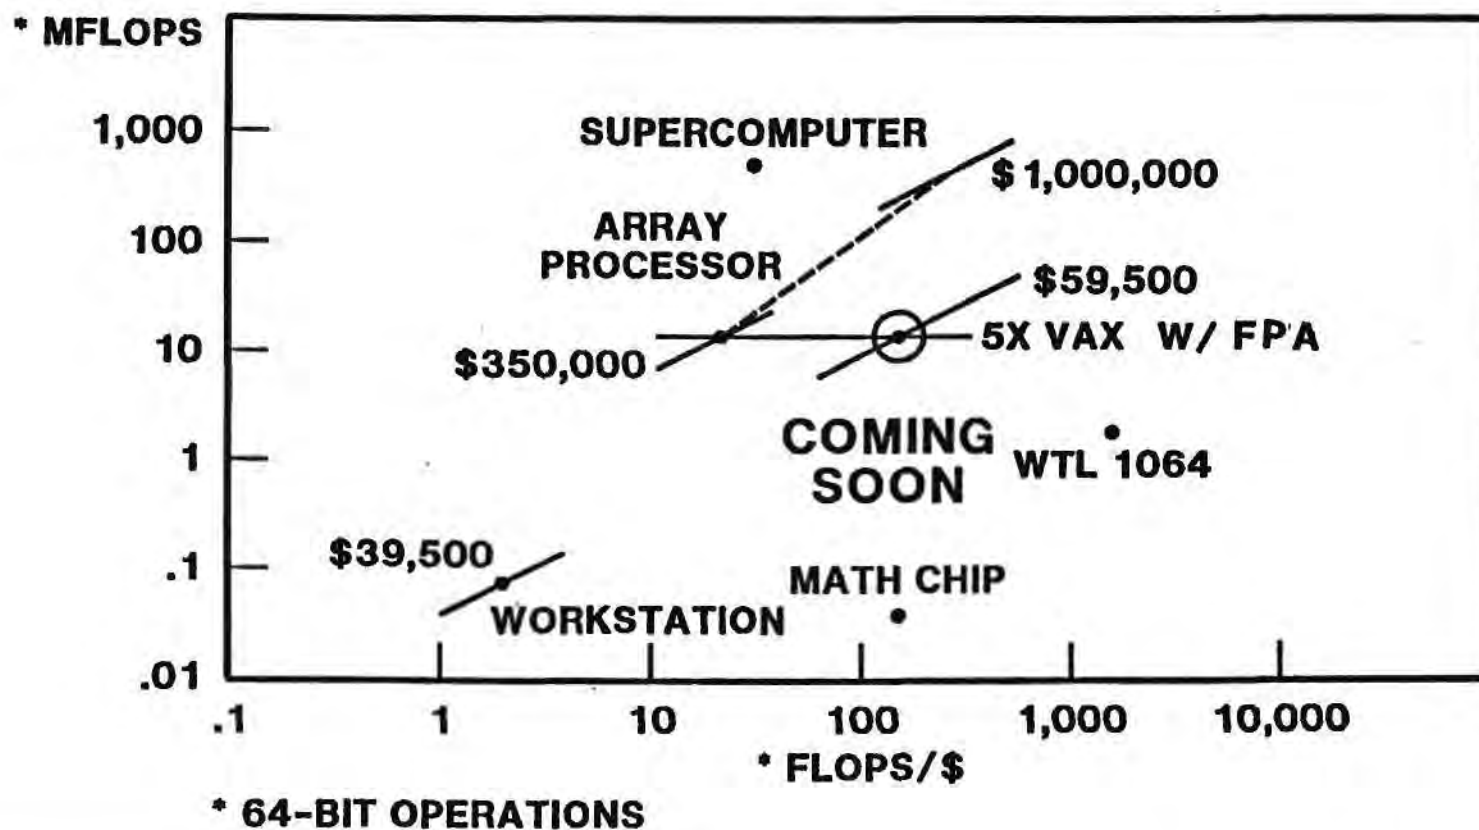 * MFLOPS
1,000
SUPERCOMPUTER
$1,000,000
100
ARRAY
PROCESSOR
$59,500
5X VAX W/ FPA
10
$350,000
COMING
SOON
1
WTL 1064
$39,500
.1
MATH CHIP
WORKSTATION
.01
.1 1 10 100 1,000 10,000
* FLOPS/$
* 64-BIT OPERATIONS